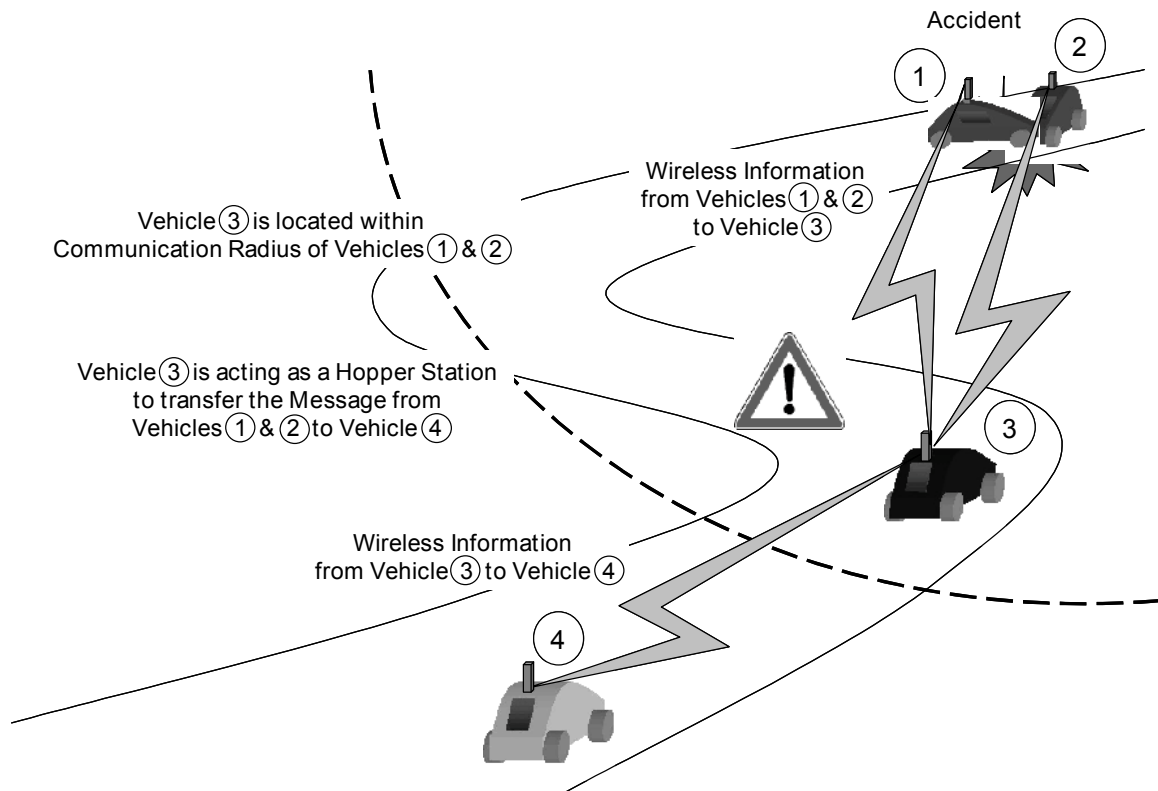 Accident
1
2
Wireless Information
from Vehicles 1 & 2
to Vehicle 3
Vehicle 3 is located within
Communication Radius of Vehicles 1 & 2
Vehicle 3 is acting as a Hopper Station
to transfer the Message from
Vehicles 1 & 2 to Vehicle 4
!
3
Wireless Information
from Vehicle 3 to Vehicle 4
4